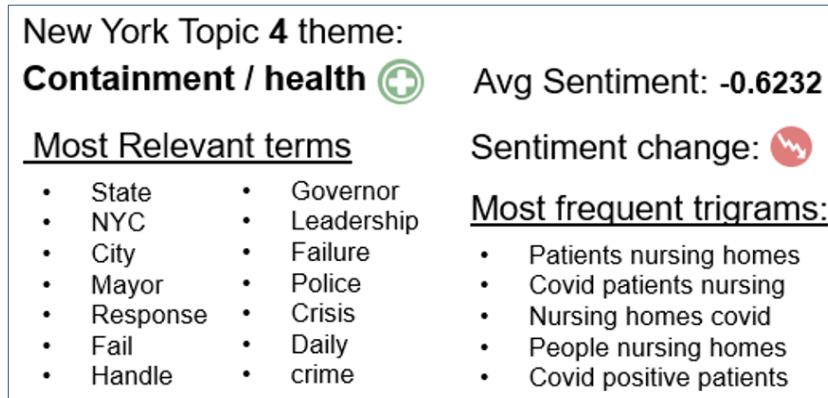 New York Topic 4 theme:
Containment / health
Avg Sentiment: -0.6232
Most Relevant terms
Sentiment change:
• State
• NYC
• City
• Mayor
• Response
• Fail
• Handle
• Governor
• Leadership
• Failure
• Police
• Crisis
• Daily
• crime
Most frequent trigrams:
• Patients nursing homes
• Covid patients nursing
• Nursing homes covid
• People nursing homes
• Covid positive patients